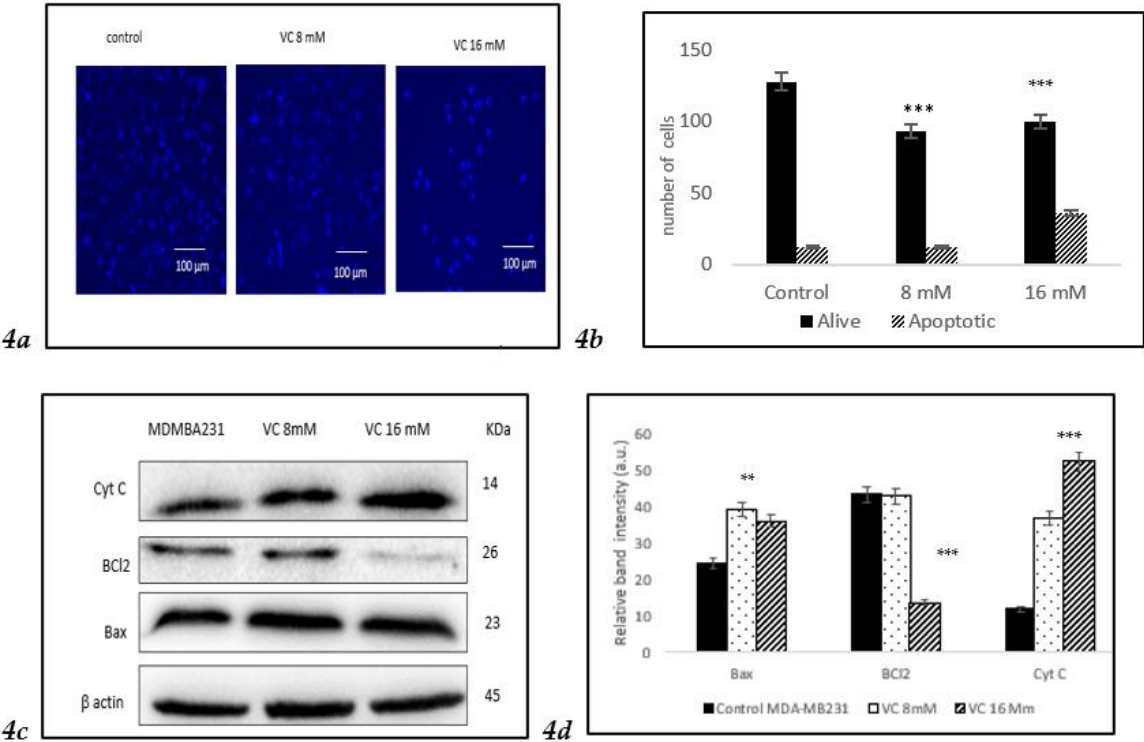 control VC 8 mM VC 16 mM
100 µm 100 µm 100 µm
4a
150
100
50
0
number of cells
***
***
Control 8 mM 16 mM
Alive Apoptotic
4b
MDMBA231 VC 8mM VC 16 mM KDa
Cyt C 14
BCl2 26
Bax 23
β actin 45
4c
60
50
40
30
20
10
0
Relative band intensity (a.u.)
**
***
***
Bax BCl2 Cyt C
Control MDA-MB231 VC 8mM VC 16 Mm
4d